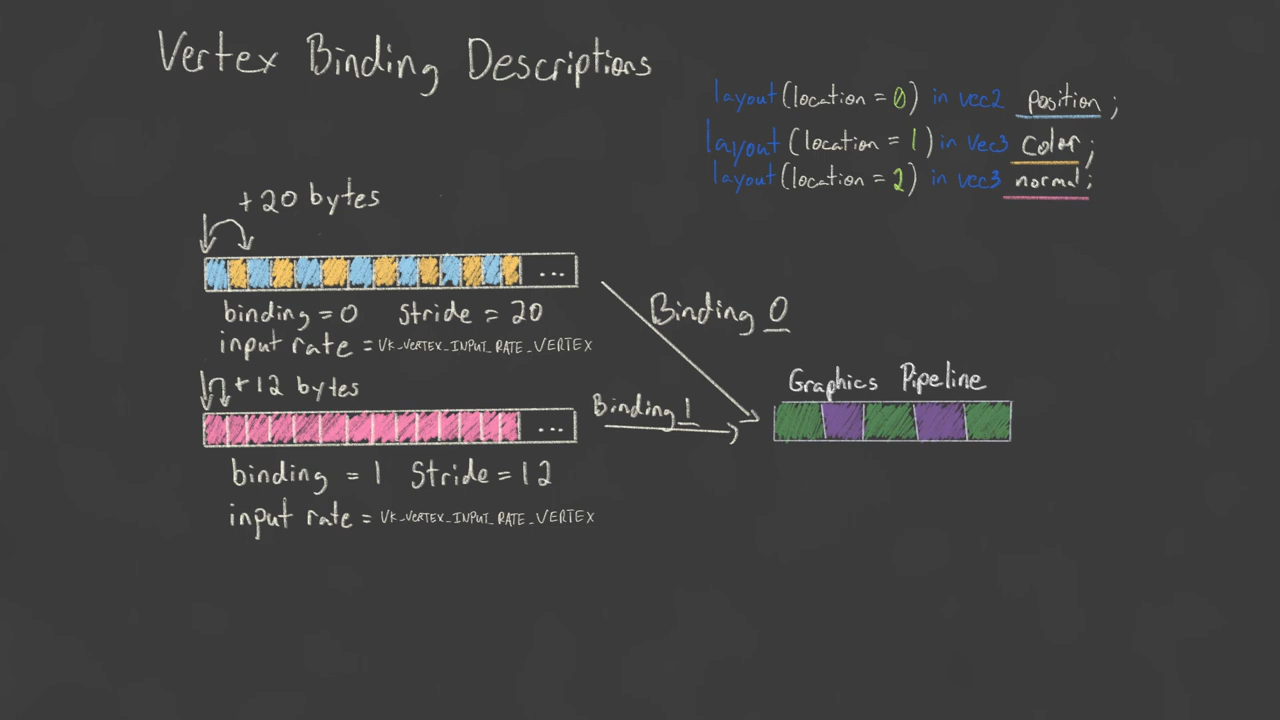 Vertex Binding Descriptions
layout (location = 0) in vec2 position ;
layout (location = 1) in vec3 color ;
layout (location = 2) in vec3 normal ;
+20 bytes
...
binding = 0 Stride = 20
input rate = VK_VERTEX_INPUT_RATE_VERTEX
+12 bytes
...
binding = 1 Stride = 12
input rate = VK_VERTEX_INPUT_RATE_VERTEX
Binding 0
Binding 1
Graphics Pipeline